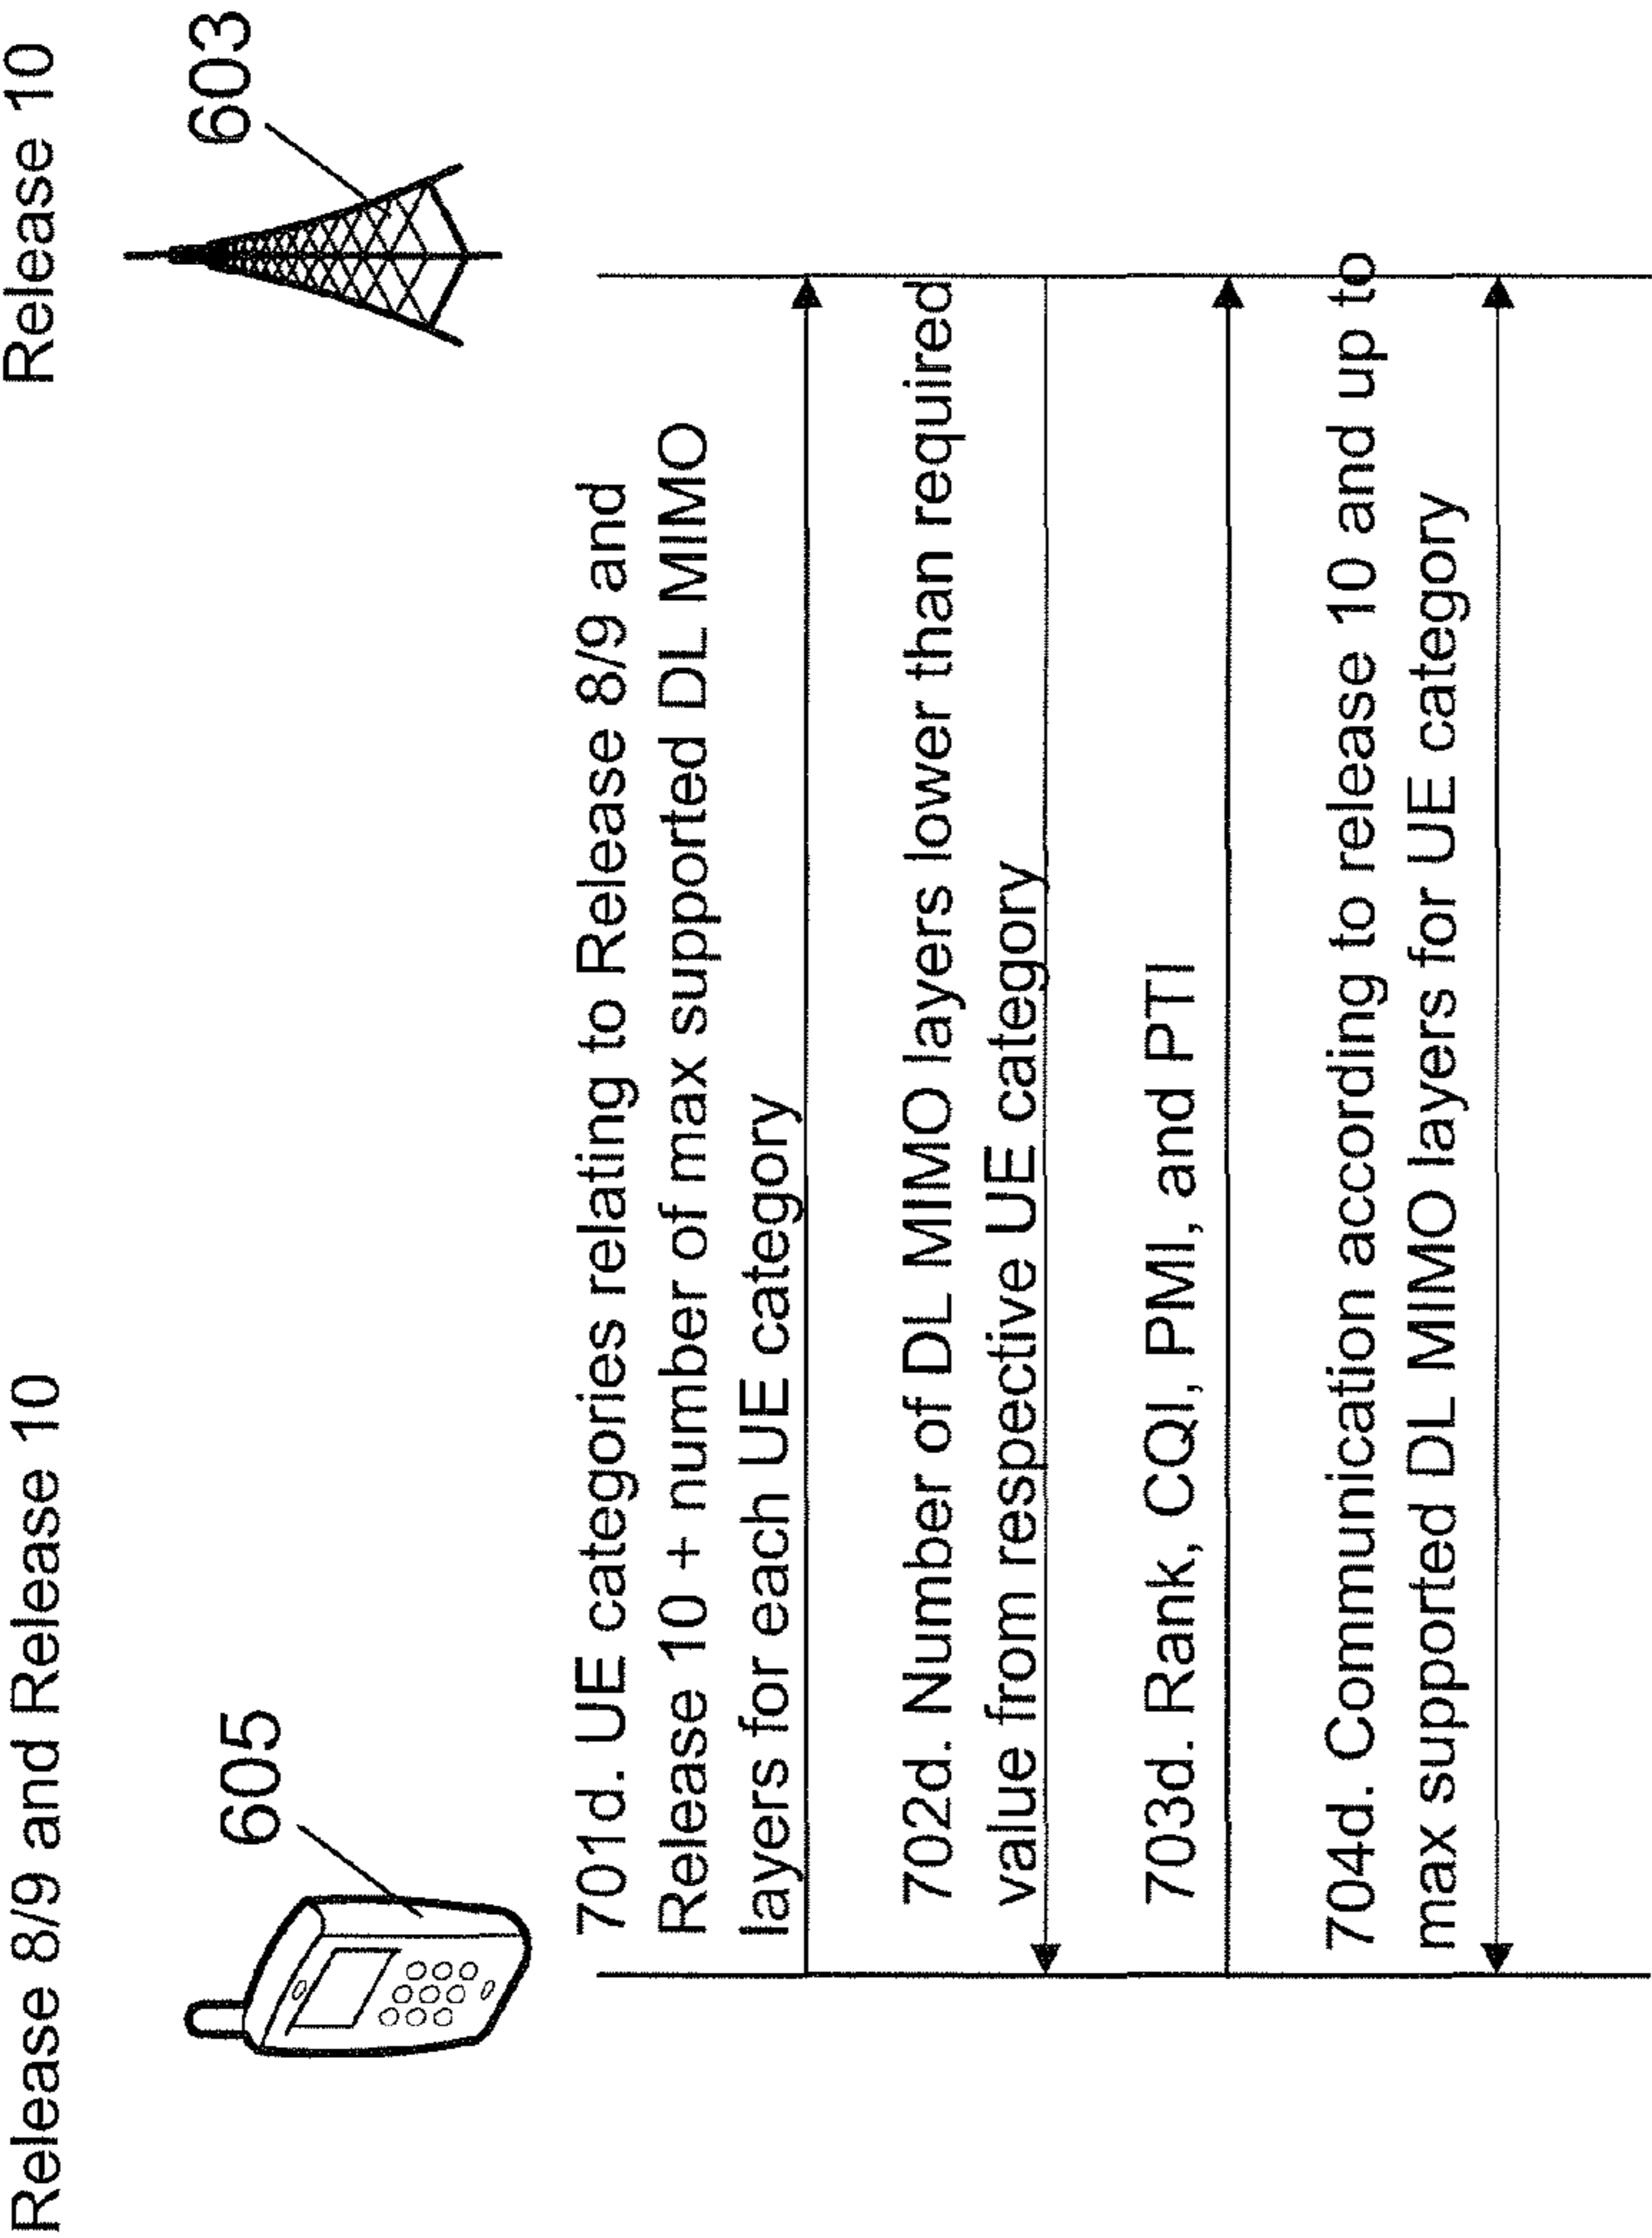 Release 8/9 and Release 10
Release 10
605
603
701d. UE categories relating to Release 8/9 and
Release 10 + number of max supported DL MIMO
layers for each UE category
702d. Number of DL MIMO layers lower than required
value from respective UE category
703d. Rank, CQI, PMI, and PTI
704d. Communication according to release 10 and up to
max supported DL MIMO layers for UE category